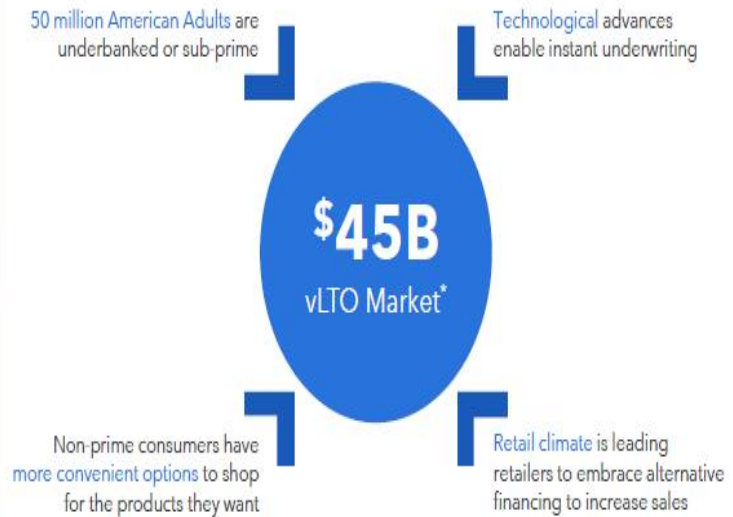 50 million American Adults are
underbanked or sub-prime
Technological advances
enable instant underwriting
$45B
vLTO Market*
Non-prime consumers have
more convenient options to shop
for the products they want
Retail climate is leading
retailers to embrace alternative
financing to increase sales